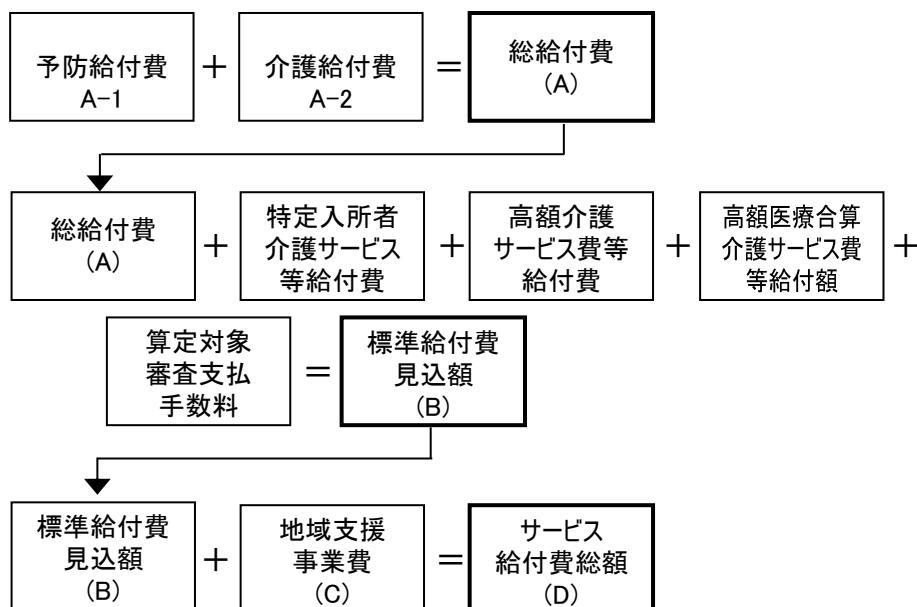 予防給付費
A-1
+
介護給付費
A-2
=
総給付費
(A)
総給付費
(A)
+
特定入所者
介護サービス
等給付費
+
高額介護
サービス費等
給付費
+
高額医療合算
介護サービス費
等給付額
+
算定対象
審査支払
手数料
=
標準給付費
見込額
(B)
標準給付費
見込額
(B)
+
地域支援
事業費
(C)
=
サービス
給付費総額
(D)